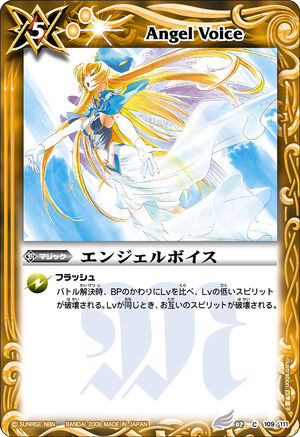 5
Angel Voice
マジック
エンジェルボイス
フラッシュ
バトル解決時、BPのかわりにLvを比べ、Lvの低いスピリット
が破壊される。Lvが同じとき、お互いのスピリットが破壊される。
02 C 109/111
© SUNRISE, NBN BANDAI 2008 MADE IN JAPAN